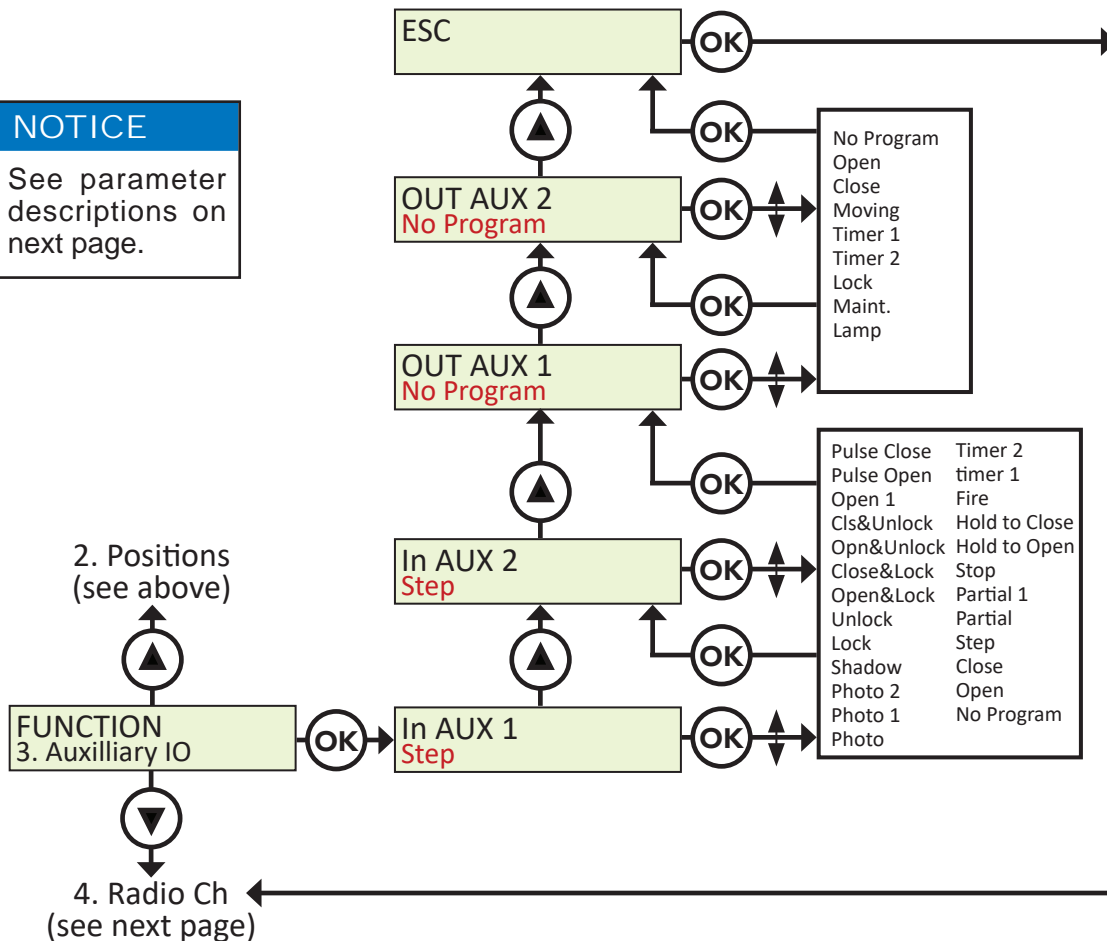 ESC
OK
OK
NOTICE
See parameter
descriptions on
next page.
OUT AUX 2
No Program
OK
No Program
Open
Close
Moving
Timer 1
Timer 2
Lock
Maint.
Lamp
OK
OUT AUX 1
No Program
OK
OK
Pulse Close
Pulse Open
Open 1
Cls&Unlock
Opn&Unlock
Close&Lock
Open&Lock
Unlock
Lock
Shadow
Photo 2
Photo 1
Photo
Timer 2
timer 1
Fire
Hold to Close
Hold to Open
Stop
Partial 1
Partial
Step
Close
Open
No Program
In AUX 2
Step
OK
OK
2. Positions
(see above)
FUNCTION
3. Auxilliary IO
OK
In AUX 1
Step
OK
4. Radio Ch
(see next page)